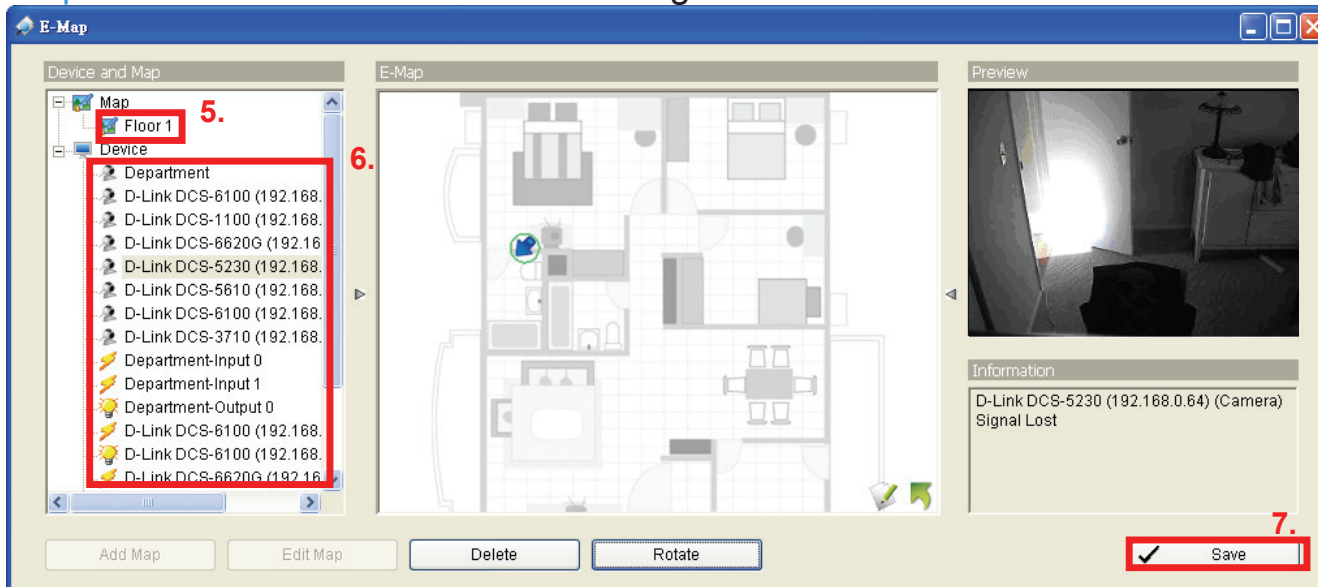 E-Map
Device and Map
Map
5.
Floor 1
Device
6.
Department
D-Link DCS-6100 (192.168.
D-Link DCS-1100 (192.168.
D-Link DCS-6620G (192.16
D-Link DCS-5230 (192.168.
D-Link DCS-5610 (192.168.
D-Link DCS-6100 (192.168.
D-Link DCS-3710 (192.168.
Department-Input 0
Department-Input 1
Department-Output 0
D-Link DCS-6100 (192.168.
D-Link DCS-6100 (192.168.
D-Link DCS-6620G (192.16
E-Map
Preview
Information
D-Link DCS-5230 (192.168.0.64) (Camera)
Signal Lost
Add Map
Edit Map
Delete
Rotate
7.
Save